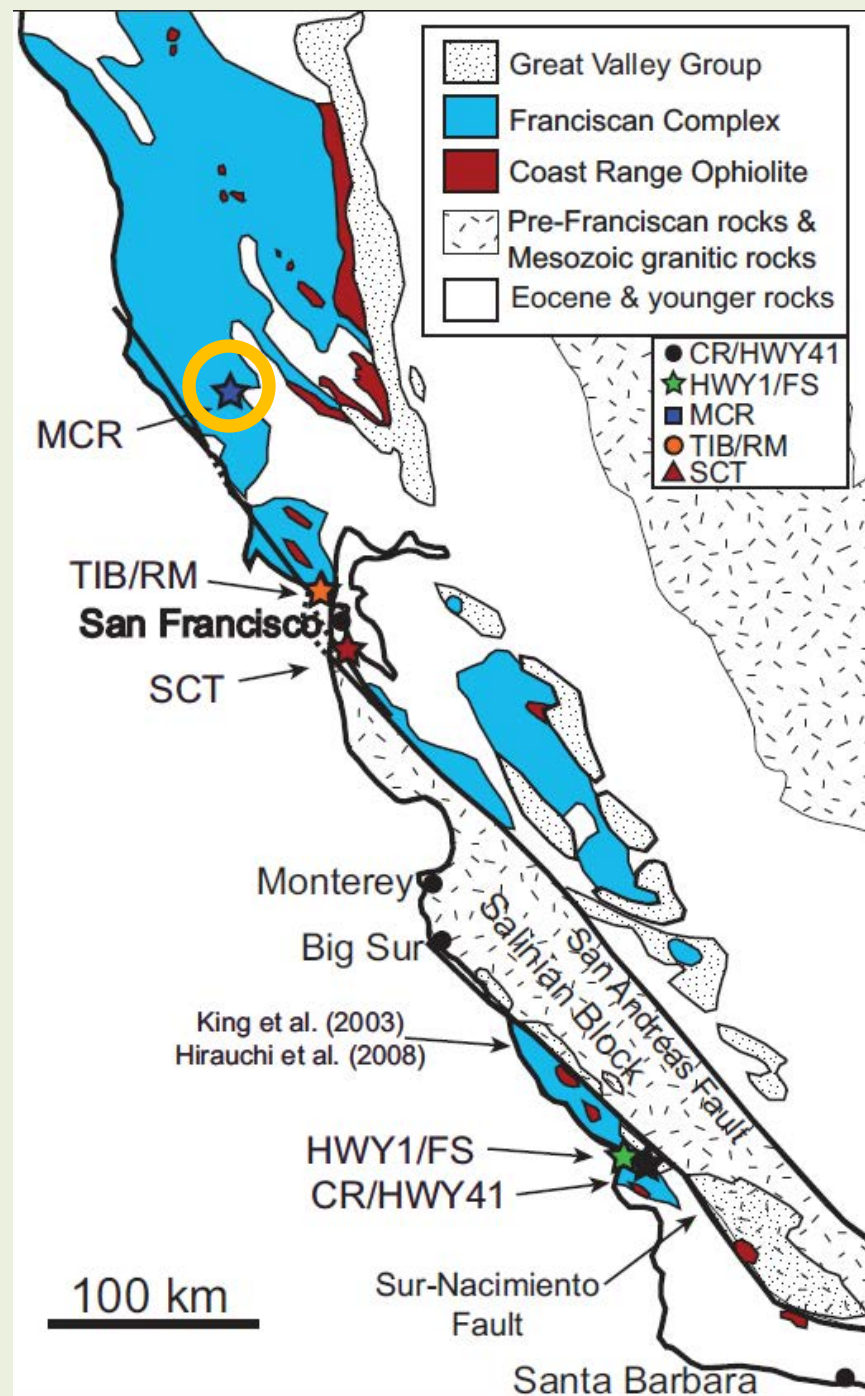 Great Valley Group
Franciscan Complex
Coast Range Ophiolite
Pre-Franciscan rocks &
Mesozoic granitic rocks
Eocene & younger rocks
CR/HWY41
HWY1/FS
MCR
TIB/RM
SCT
MCR
TIB/RM
San Francisco
SCT
Monterey
Big Sur
San Andreas Fault
Salinian Block
King et al. (2003)
Hirauchi et al. (2008)
HWY1/FS
CR/HWY41
Sur-Nacimiento
Fault
100 km
Santa Barbara